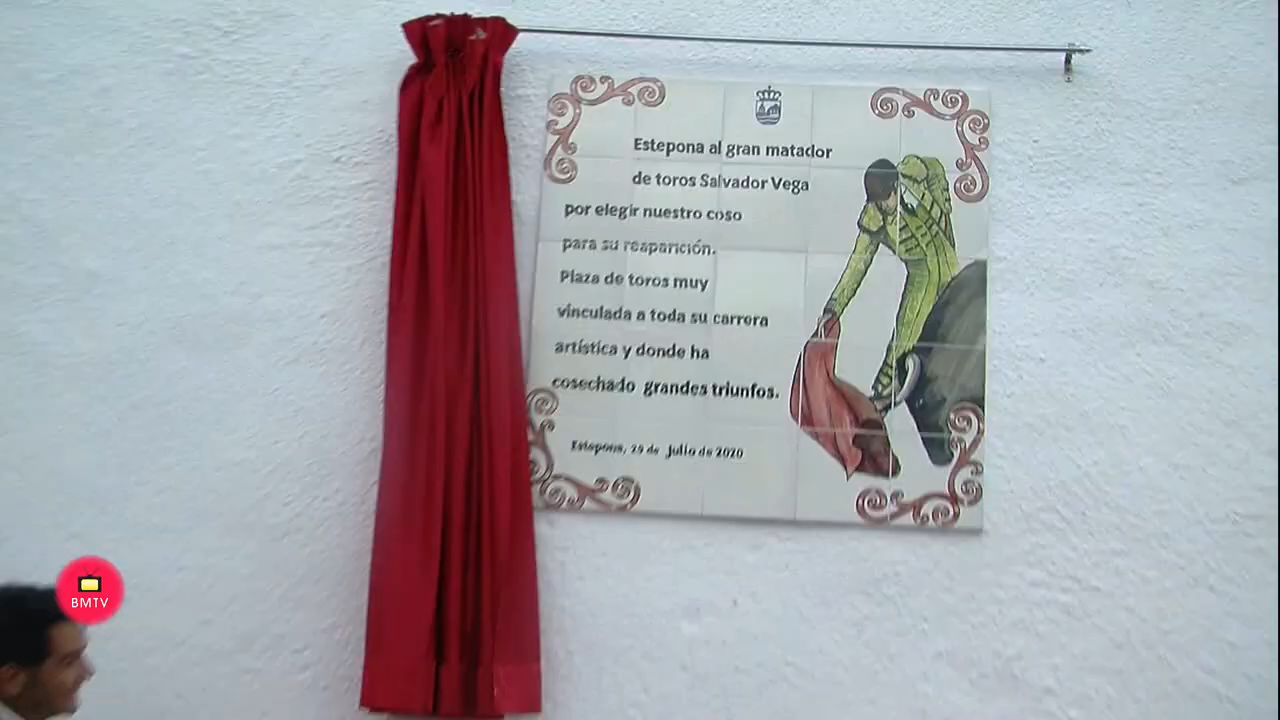 Estepona al gran matador
de toros Salvador Vega
por elegir nuestro coso
para su reaparición.
Plaza de toros muy
vinculada a toda su carrera
artística y donde ha
cosechado grandes triunfos.
Estepona, 29 de Julio de 2020
BMTV